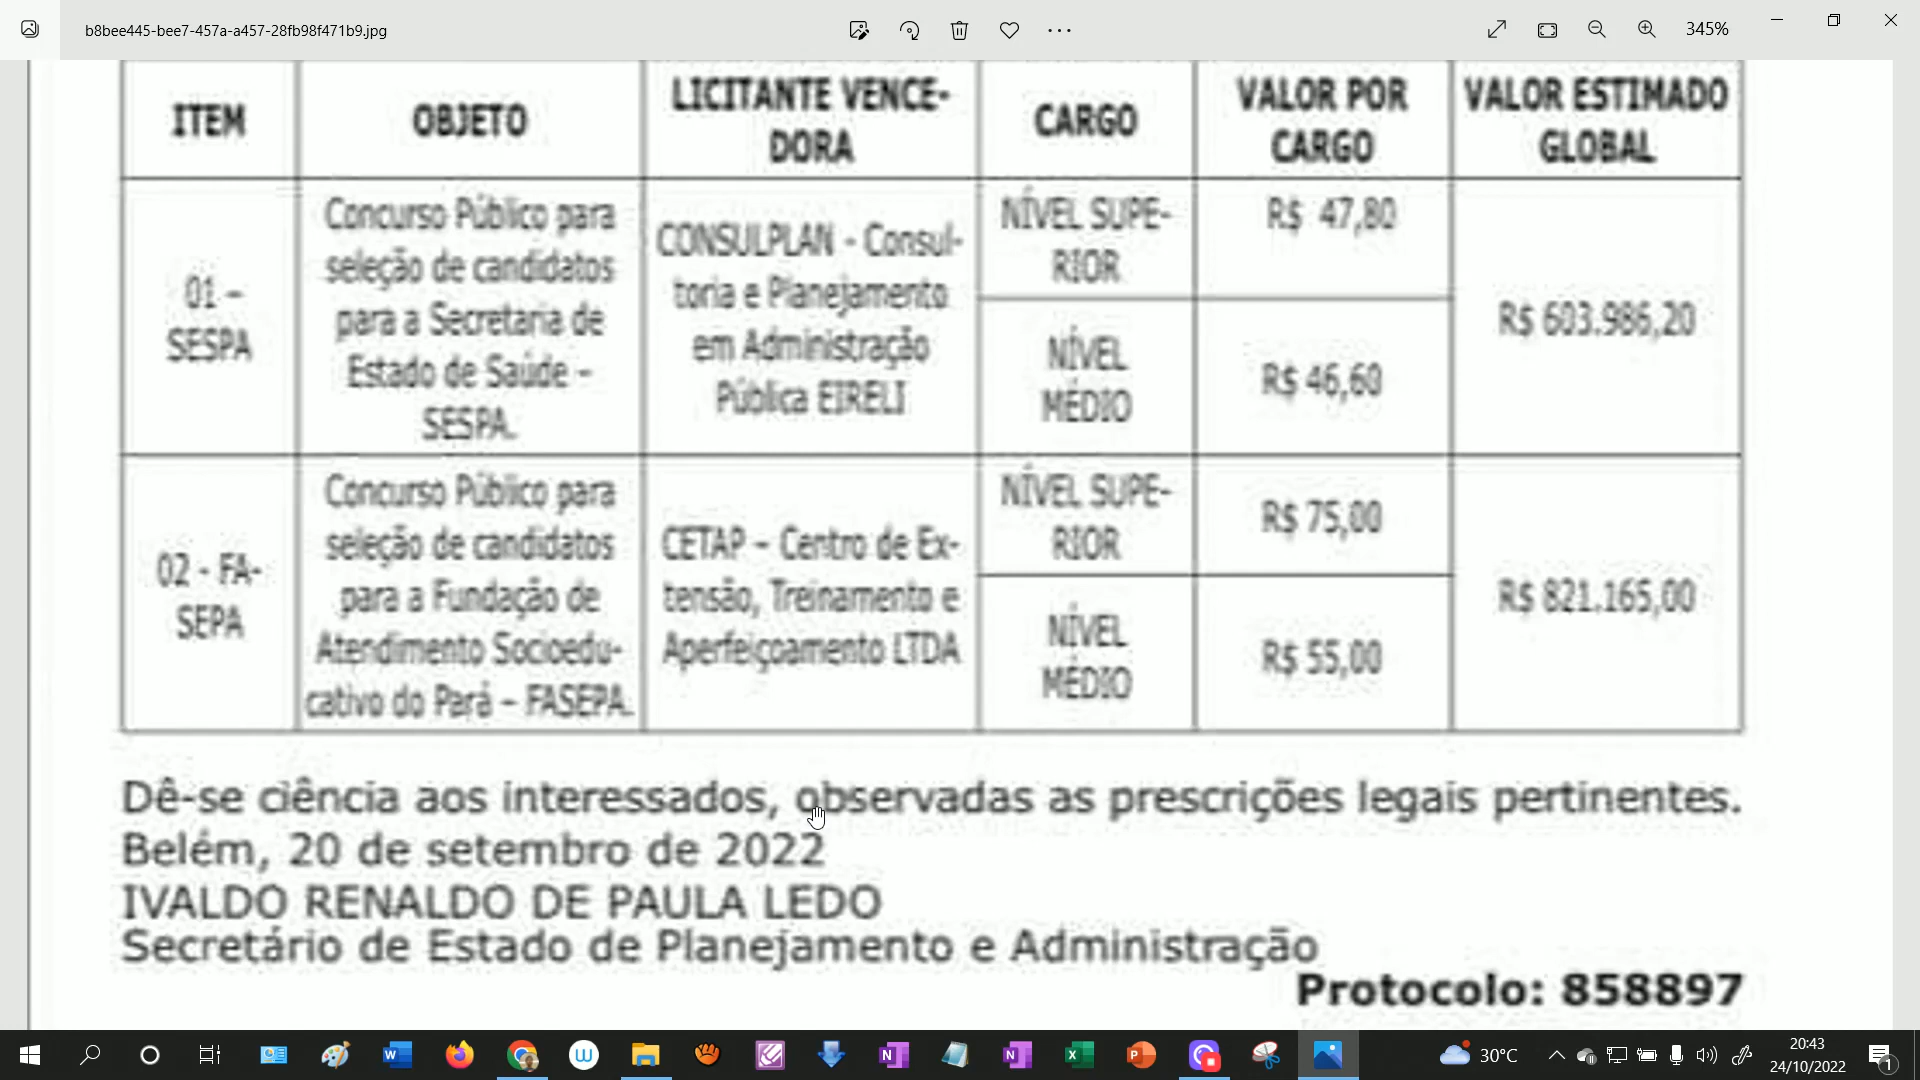 b8bee445-bee7-457a-a457-28fb98f471b9.jpg
345%
ITEM
OBJETO
LICITANTE VENCE-
DORA
CARGO
VALOR POR
CARGO
VALOR ESTIMADO
GLOBAL
01 –
SESPA
Concurso Público para
seleção de candidatos
para a Secretaria de
Estado de Saúde –
SESPA.
CONSULPLAN - Consul-
toria e Planejamento
em Administração
Pública EIRELI
NÍVEL SUPE-
RIOR
R$ 47,80
NÍVEL
MÉDIO
R$ 46,60
R$ 603.986,20
02 - FA-
SEPA
Concurso Público para
seleção de candidatos
para a Fundação de
Atendimento Socioedu-
cativo do Pará – FASEPA.
CETAP – Centro de Ex-
tensão, Treinamento e
Aperfeiçoamento LTDA
NÍVEL SUPE-
RIOR
R$ 75,00
NÍVEL
MÉDIO
R$ 55,00
R$ 821.165,00
Dê-se ciência aos interessados, observadas as prescrições legais pertinentes.
Belém, 20 de setembro de 2022
IVALDO RENALDO DE PAULA LEDO
Secretário de Estado de Planejamento e Administração
Protocolo: 858897
30°C
20:43
24/10/2022
1